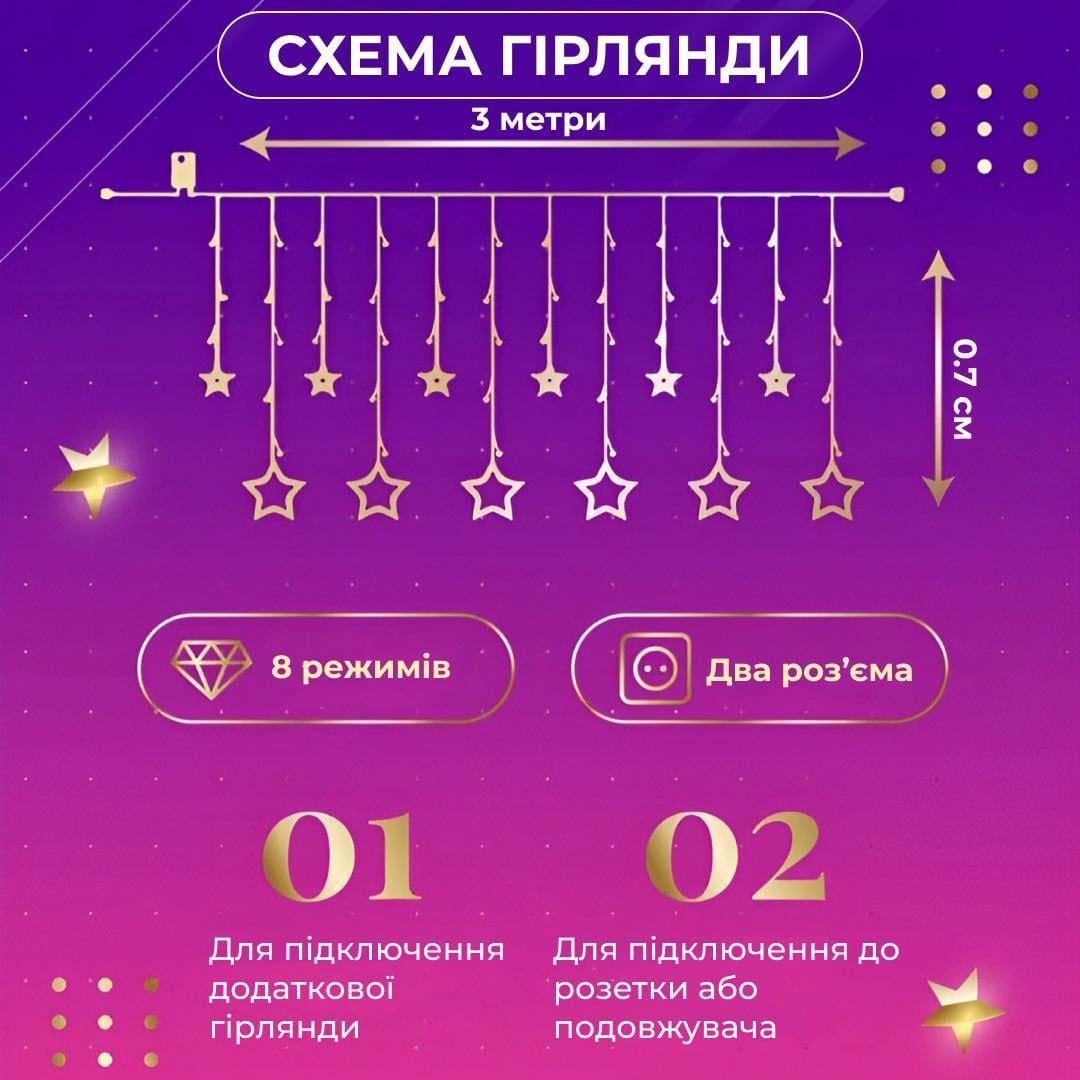 СХЕМА ГІРЛЯНДИ
3 метри
0.7 см
8 режимів
Два роз’єма
01
02
Для підключення
додаткової
гірлянди
Для підключення до
розетки або
подовжувача